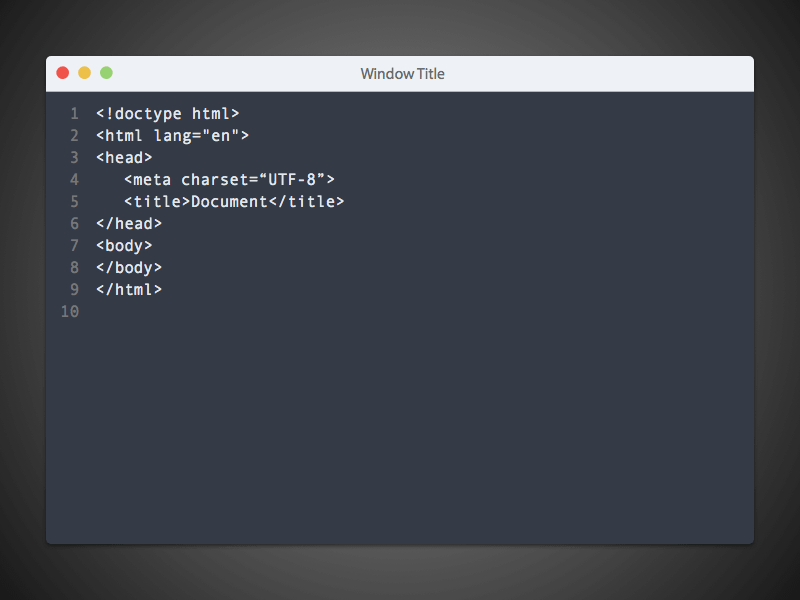 Window Title
1 <!doctype html>
2 <html lang="en">
3 <head>
4    <meta charset=“UTF-8”>
5    <title>Document</title>
6 </head>
7 <body>
8 </body>
9 </html>
10